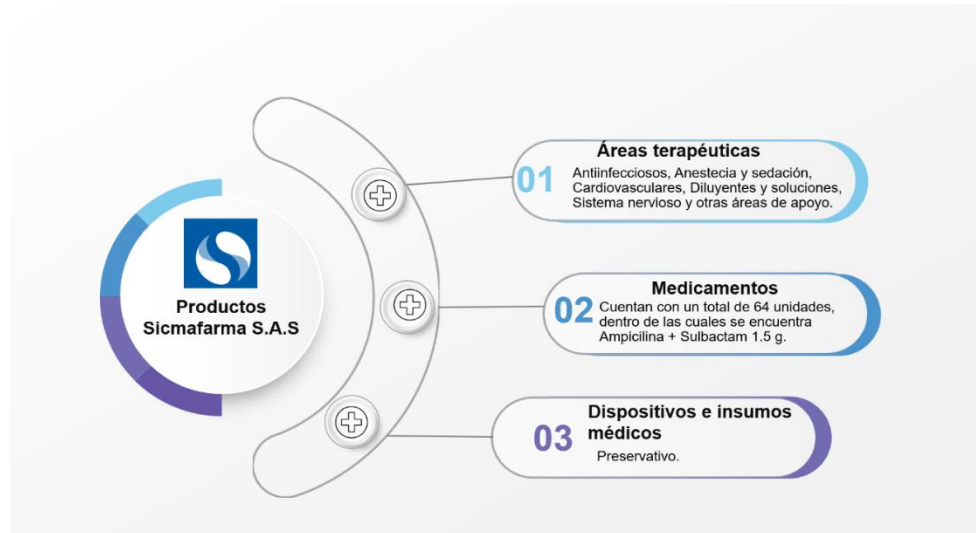 Productos
Sicmafarma S.A.S
01
Áreas terapéuticas
Antiinfecciosos, Anestecia y sedación,
Cardiovasculares, Diluyentes y soluciones,
Sistema nervioso y otras áreas de apoyo.
02
Medicamentos
Cuentan con un total de 64 unidades,
dentro de las cuales se encuentra
Ampicilina + Sulbactam 1.5 g.
03
Dispositivos e insumos
médicos
Preservativo.